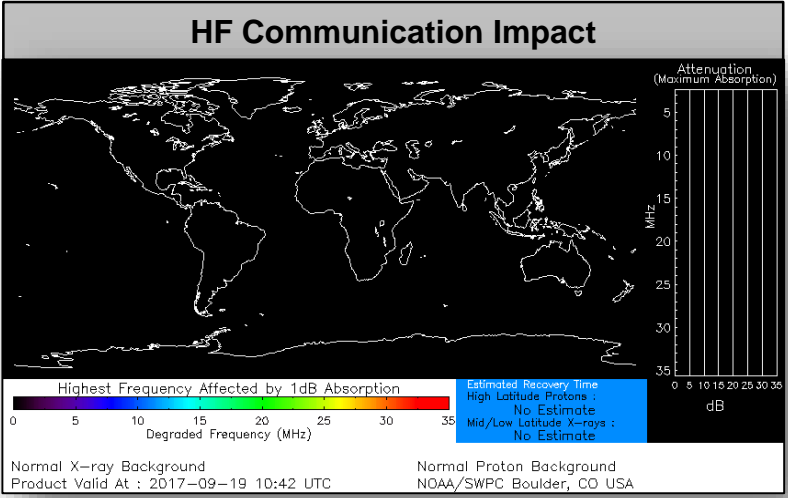 HF Communication Impact
Attenuation
(Maximum Absorption)
5
10
15
20
25
30
35
MHz
0 5 10 15 20 25 30 35
dB
Highest Frequency Affected by 1dB Absorption
0 5 10 15 20 25 30 35
Degraded Frequency (MHz)
Estimated Recovery Time
High Latitude Protons :
No Estimate
Mid/Low Latitude X-rays :
No Estimate
Normal X-ray Background
Normal Proton Background
Product Valid At : 2017-09-19 10:42 UTC
NOAA/SWPC Boulder, CO USA